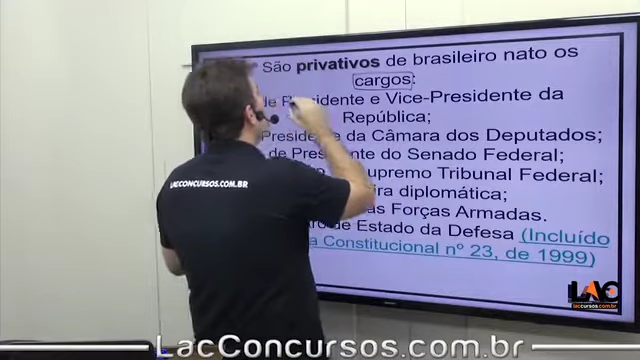 São privativos de brasileiro nato os
cargos:
de Presidente e Vice-Presidente da
República;
Presidente da Câmara dos Deputados;
de Presidente do Senado Federal;
Supremo Tribunal Federal;
diplomática;
as Forças Armadas.
de Estado da Defesa (Incluído
Constitucional nº 23, de 1999)
LACCONCURSOS.COM.BR
LAC
laccursos.com.br
LacConcursos.com.br